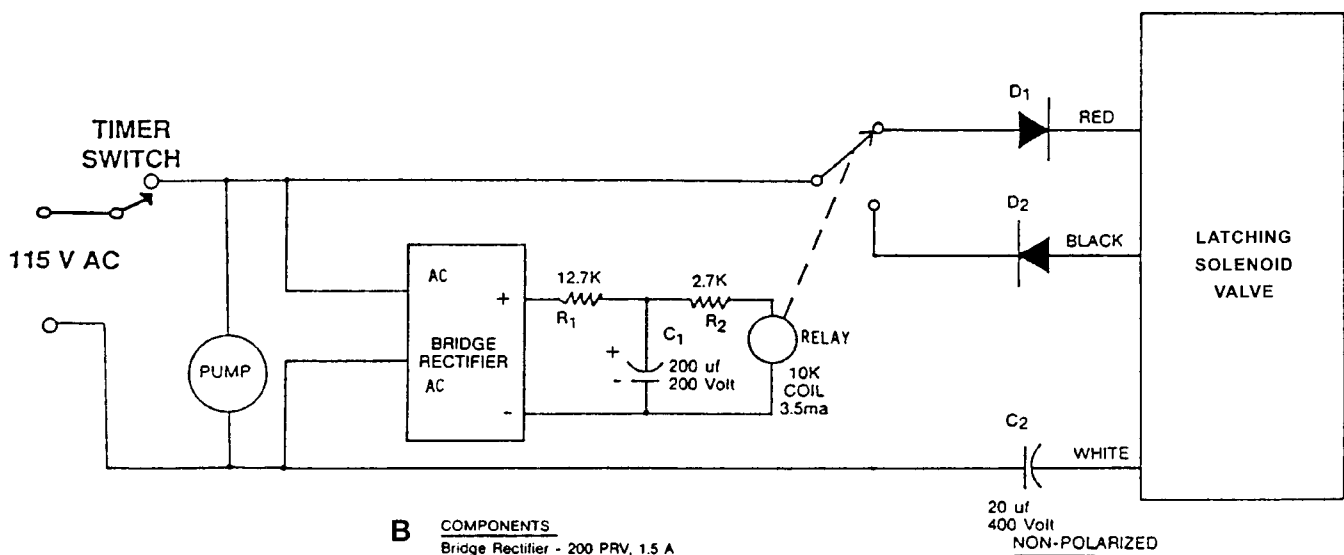 TIMER
SWITCH
115 V AC
PUMP
AC
+
BRIDGE
RECTIFIER
AC
-
12.7K
R1
2.7K
R2
C1
+
-
200 uf
200 Volt
RELAY
10K
COIL
3.5ma
D1
RED
D2
BLACK
LATCHING
SOLENOID
VALVE
C2
WHITE
20 uf
400 Volt
NON-POLARIZED
B COMPONENTS
Bridge Rectifier - 200 PRV, 1.5 A